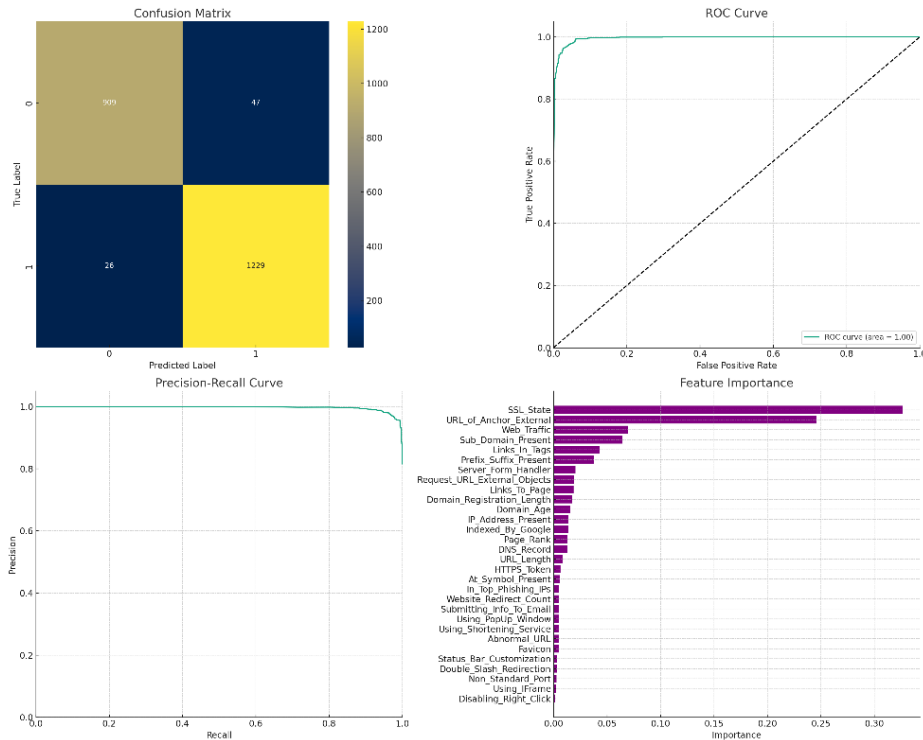 Confusion Matrix
0
1
True Label
909
47
26
1229
0
1
Predicted Label
1200
1000
800
600
400
200
ROC Curve
1.0
0.8
0.6
0.4
0.2
0.0
True Positive Rate
0.0
0.2
0.4
0.6
0.8
1.0
False Positive Rate
ROC curve (area = 1.00)
Precision-Recall Curve
1.0
0.8
0.6
0.4
0.2
0.0
Precision
0.0
0.2
0.4
0.6
0.8
1.0
Recall
Feature Importance
SSL_State
URL_of_Anchor_External
Web_Traffic
Sub_Domain_Present
Links_In_Tags
Prefix_Suffix_Present
Server_Form_Handler
Request_URL_External_Objects
Links_To_Page
Domain_Registration_Length
Domain_Age
IP_Address_Present
Indexed_By_Google
Page_Rank
DNS_Record
URL_Length
HTTPS_Token
At_Symbol_Present
In_Top_Phishing_IPs
Website_Redirect_Count
Submitting_Info_To_Email
Using_PopUp_Window
Using_Shortening_Service
Abnormal_URL
Favicon
Status_Bar_Customization
Double_Slash_Redirection
Non_Standard_Port
Using_IFrame
Disabling_Right_Click
0.00
0.05
0.10
0.15
0.20
0.25
0.30
Importance